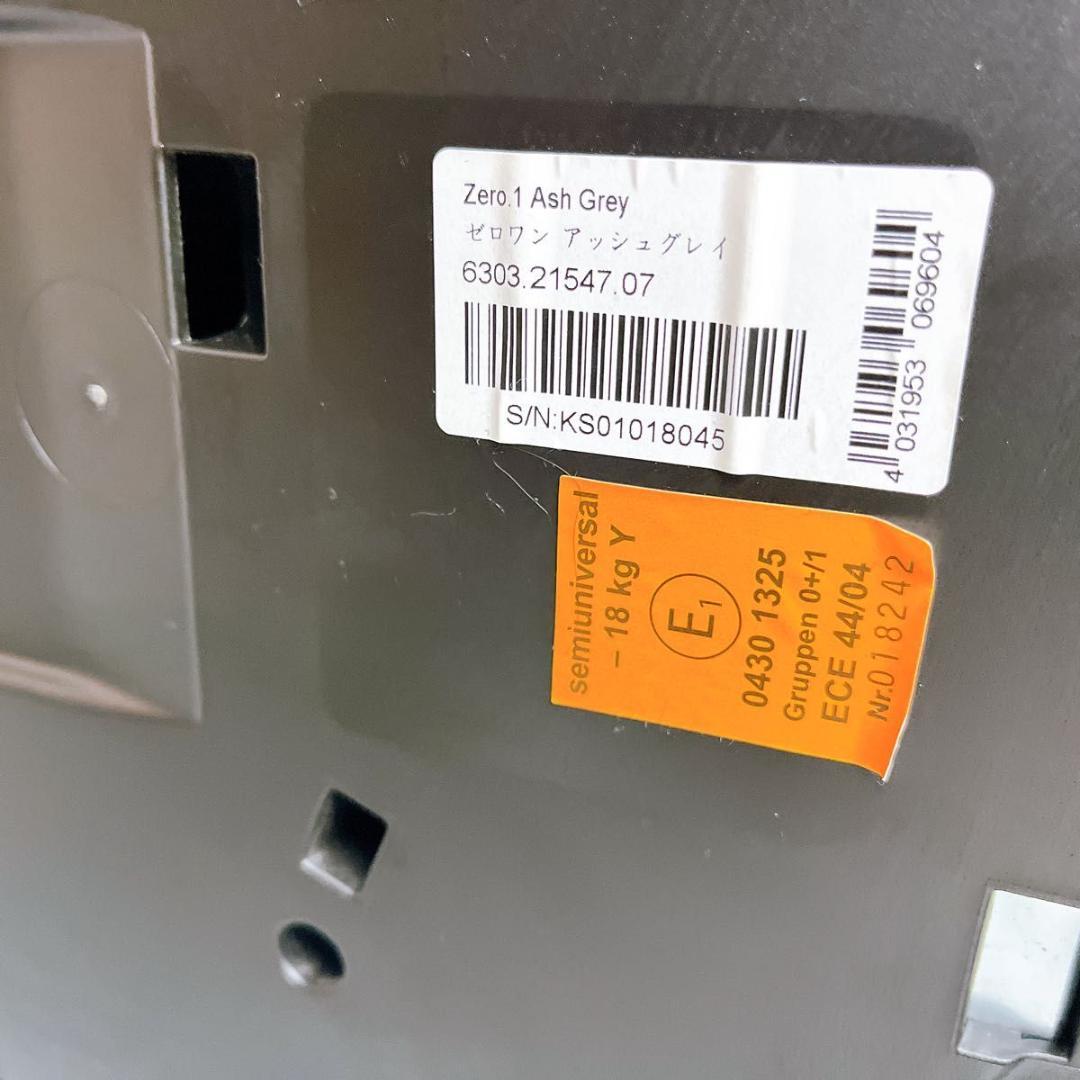 Zero.1 Ash Grey
ゼロワン アッシュグレイ
6303.21547.07
S/N:KS01018045
4 031953 069604
semiuniversal
– 18 kg Y
E1
0430 1325
Gruppen 0+/1
ECE 44/04
Nr.018242